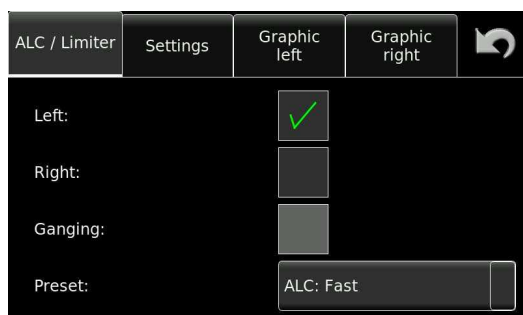 ALC / Limiter
Settings
Graphic
left
Graphic
right
Left:
Right:
Ganging:
Preset:
ALC: Fast